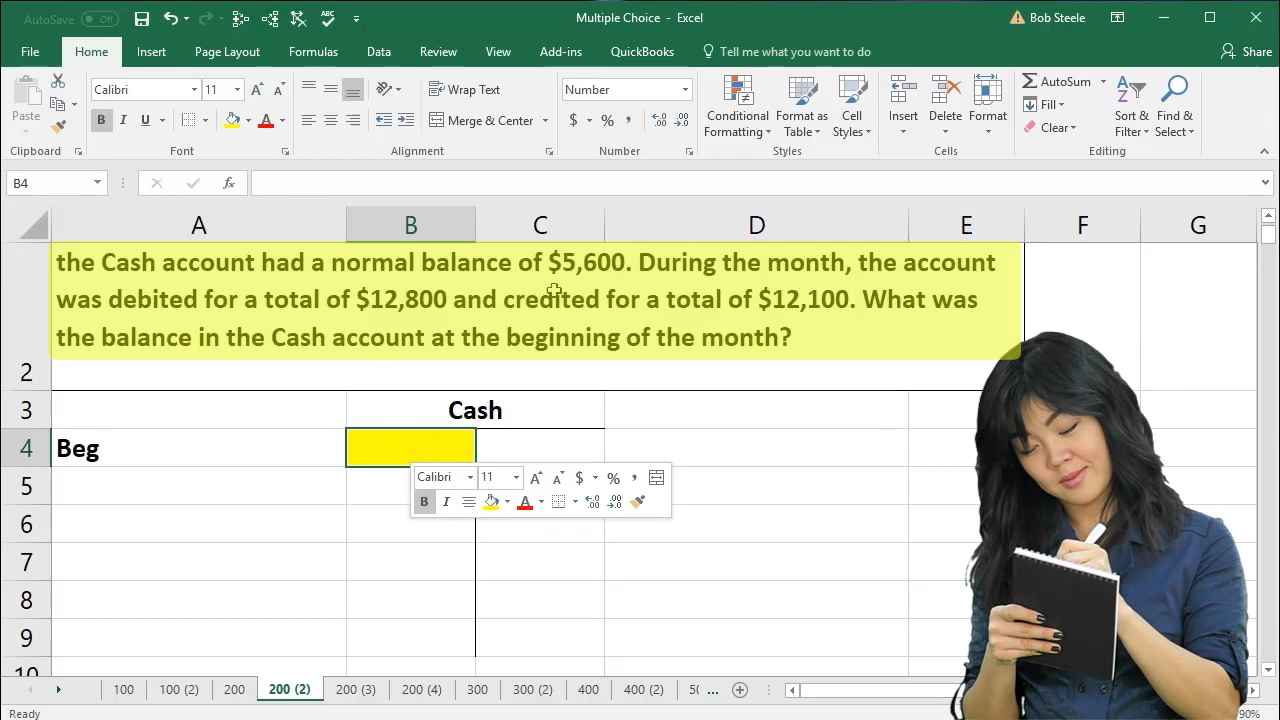 AutoSave Off
Multiple Choice - Excel
Bob Steele
File Home Insert Page Layout Formulas Data Review View Add-ins QuickBooks Tell me what you want to do Share
Paste
Calibri 11
B I U A
Wrap Text
Merge & Center
Number
$ % ,
Conditional Formatting
Format as Table
Cell Styles
Insert Delete Format
AutoSum
Fill
Clear
Sort & Filter
Find & Select
Clipboard Font Alignment Number Styles Cells Editing
B4 fx
A B C D E F G
the Cash account had a normal balance of $5,600. During the month, the account
was debited for a total of $12,800 and credited for a total of $12,100. What was
the balance in the Cash account at the beginning of the month?
2
3 Cash
4 Beg
5
Calibri 11 A A $ % ,
B I A
6
7
8
9
10
100 100 (2) 200 200 (2) 200 (3) 200 (4) 300 300 (2) 400 400 (2) 50 ...
Ready 90%